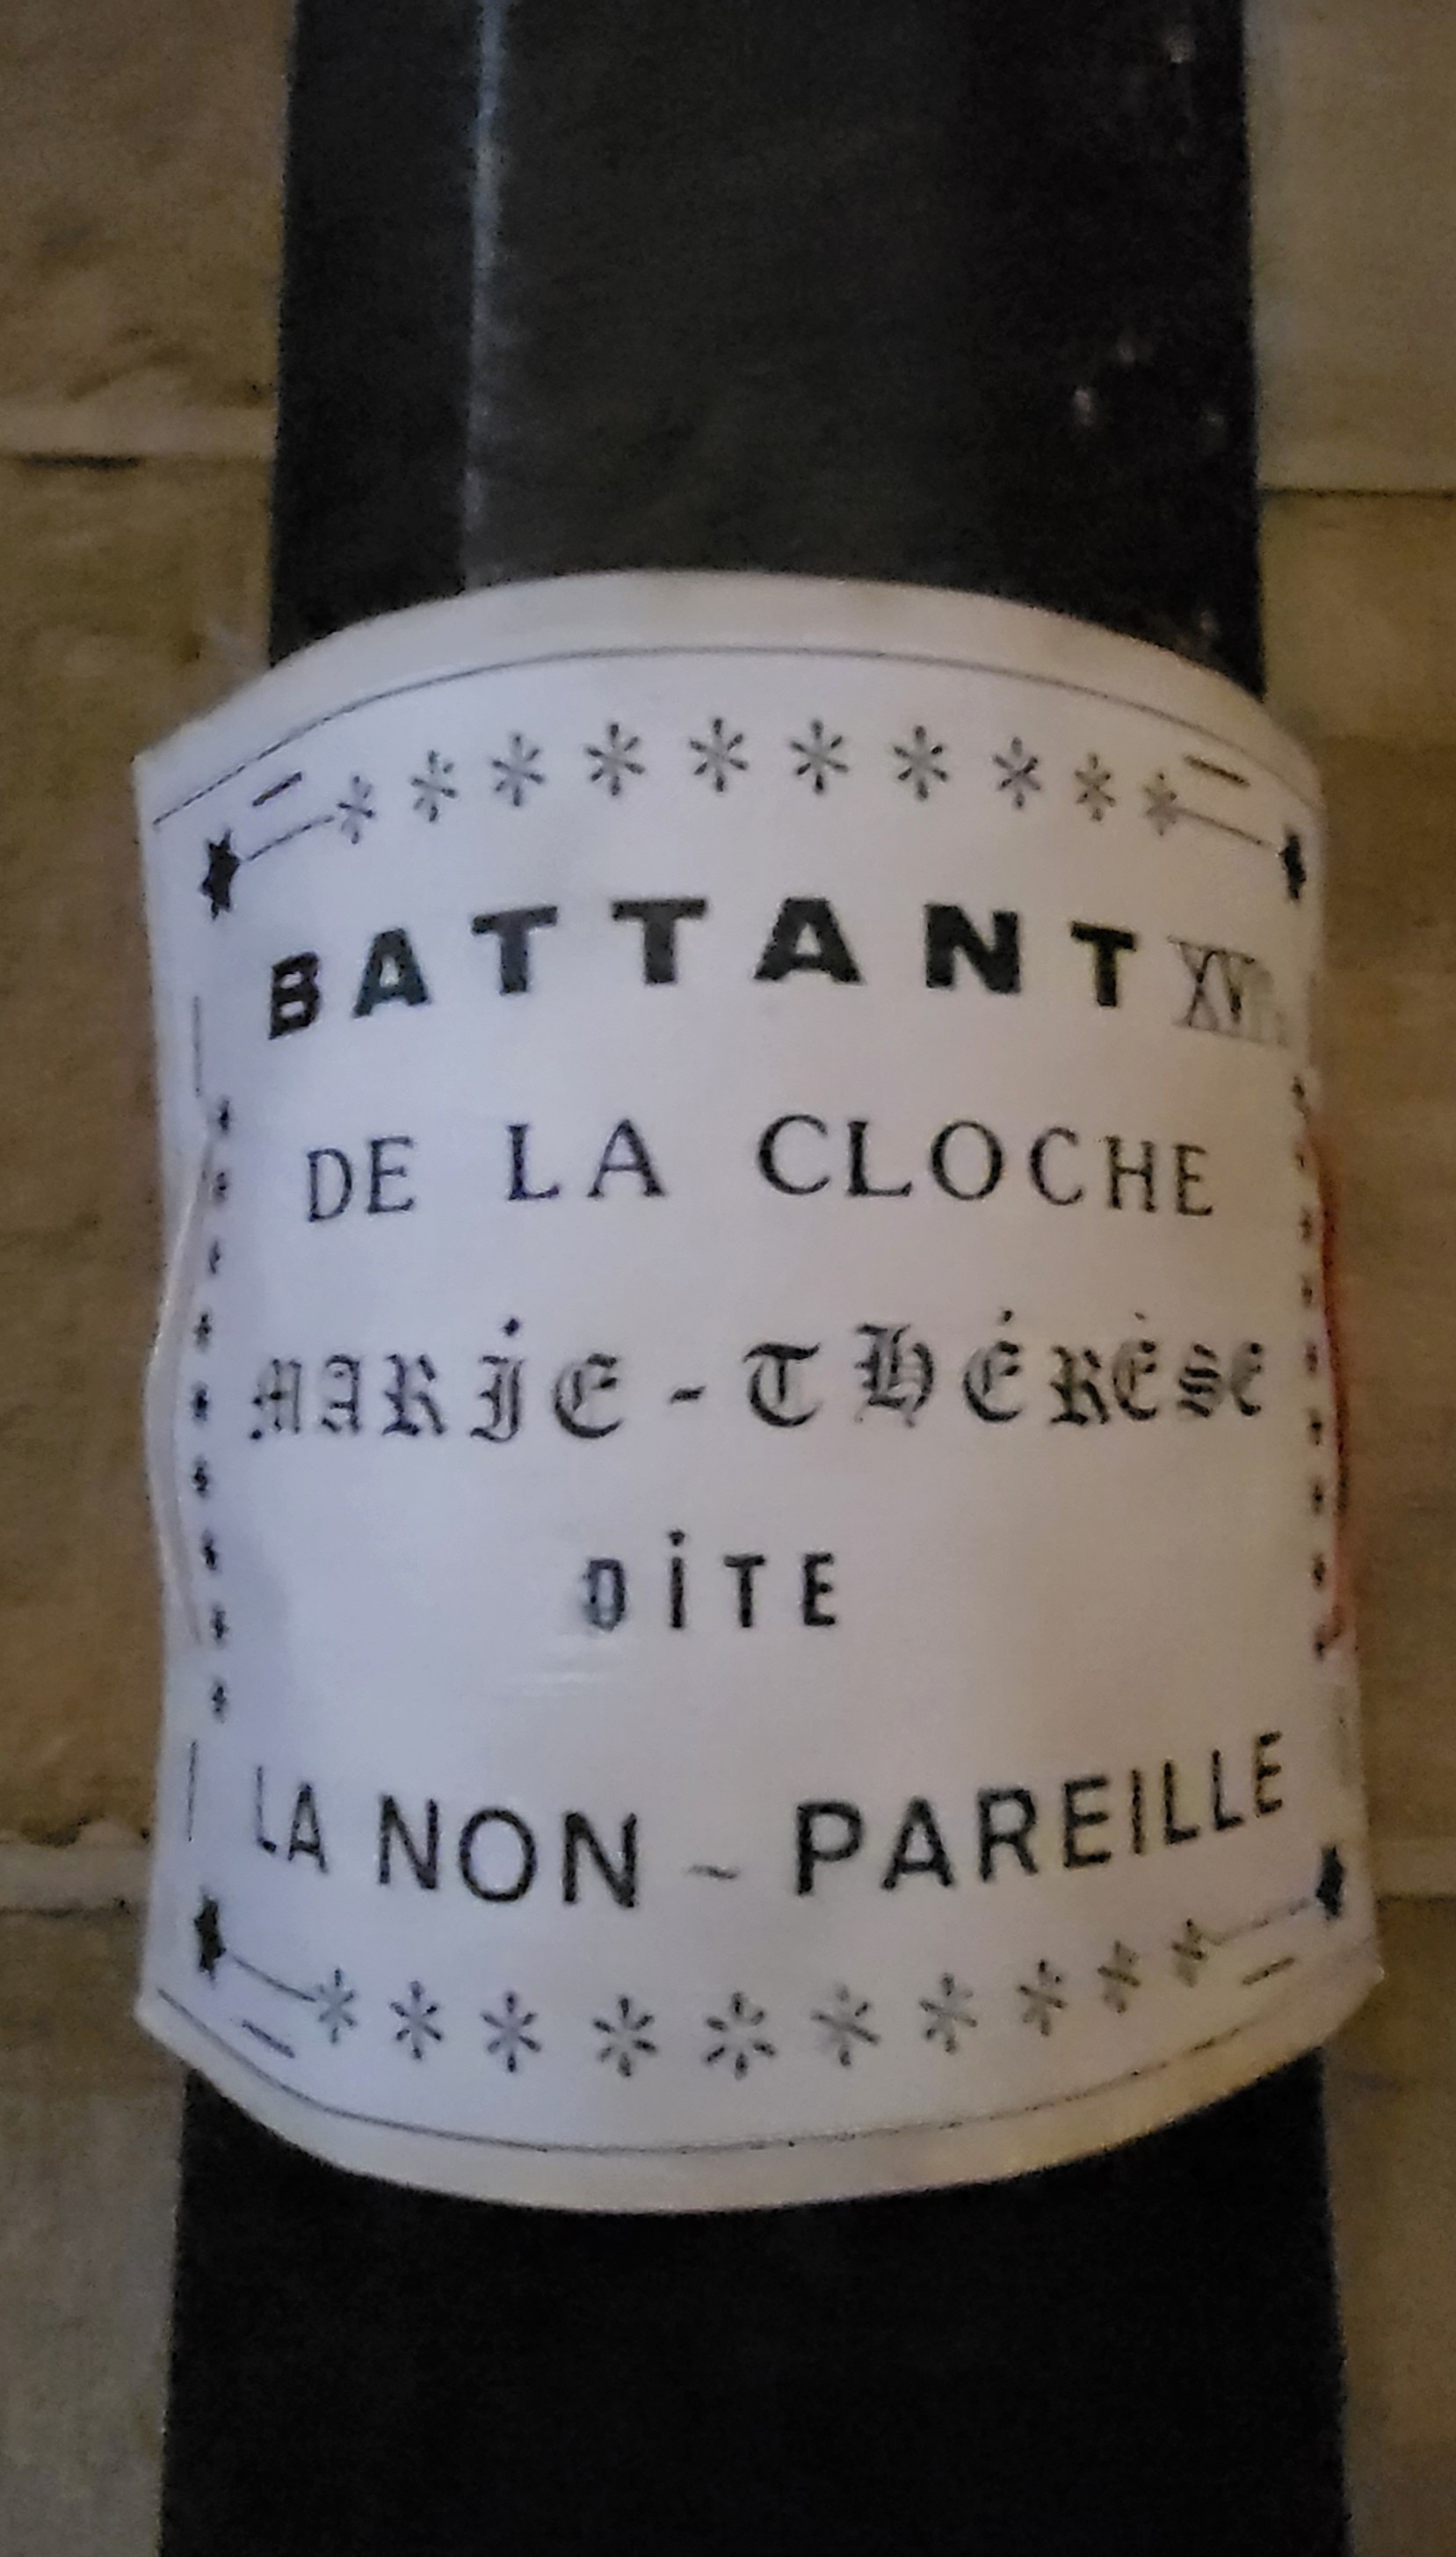 BATTANT
DE LA CLOCHE
MARIE-THÉRÈSE
DITE
LA NON-PAREILLE